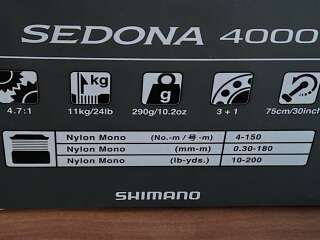 SEDONA 4000
kg
g
4.7:1
11kg/24lb
290g/10.2oz
3 + 1
75cm/30inch
Nylon Mono (No.-m / 号 -m) 4-150
Nylon Mono (mm-m) 0.30-180
Nylon Mono (lb-yds.) 10-200
SHIMANO